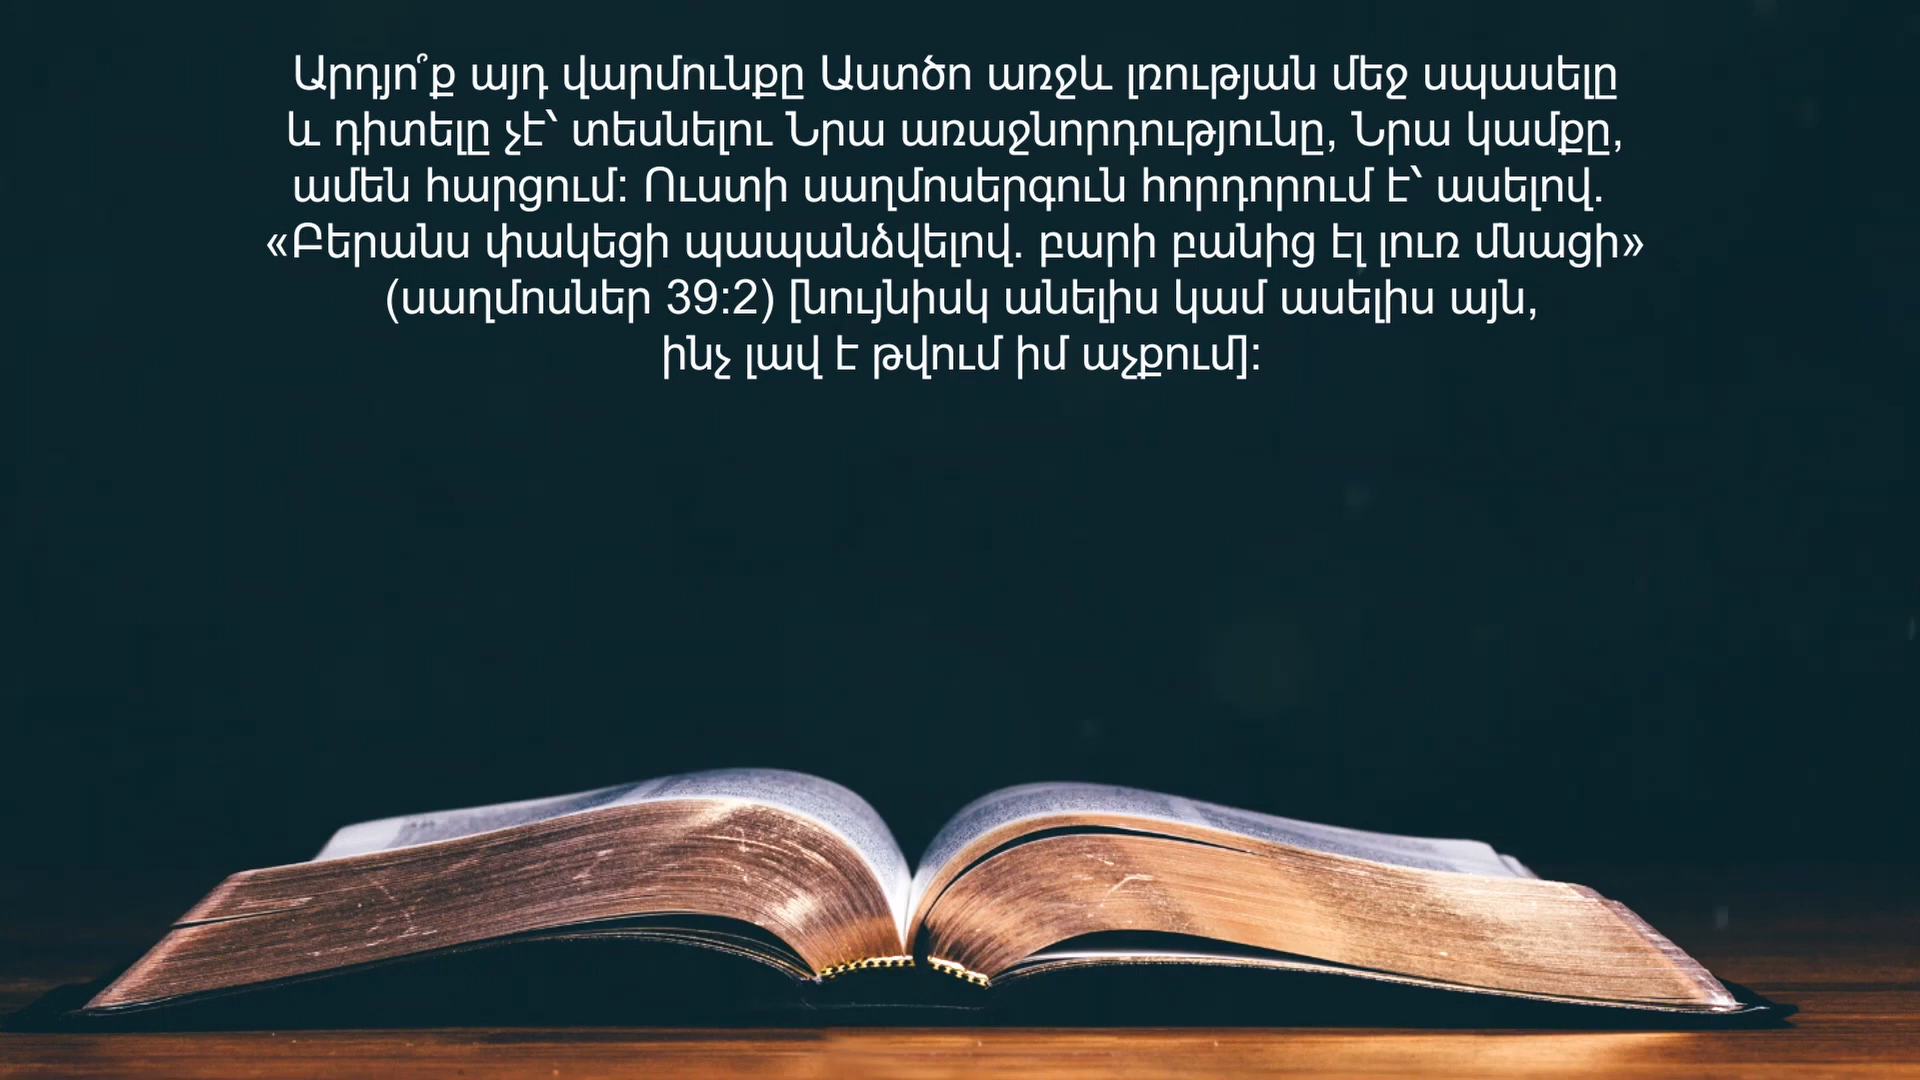 Արդյո՞ք այդ վարմունքը Աստծո առջև լռության մեջ սպասելը
և դիտելը չէ՝ տեսնելու Նրա առաջնորդությունը, Նրա կամքը,
ամեն հարցում: Ուստի սաղմոսերգուն հորդորում է՝ ասելով.
«Բերանս փակեցի պապանձվելով. բարի բանից էլ լուռ մնացի»
(սաղմոսներ 39:2) [նույնիսկ անելիս կամ ասելիս այն,
ինչ լավ է թվում իմ աչքում]: